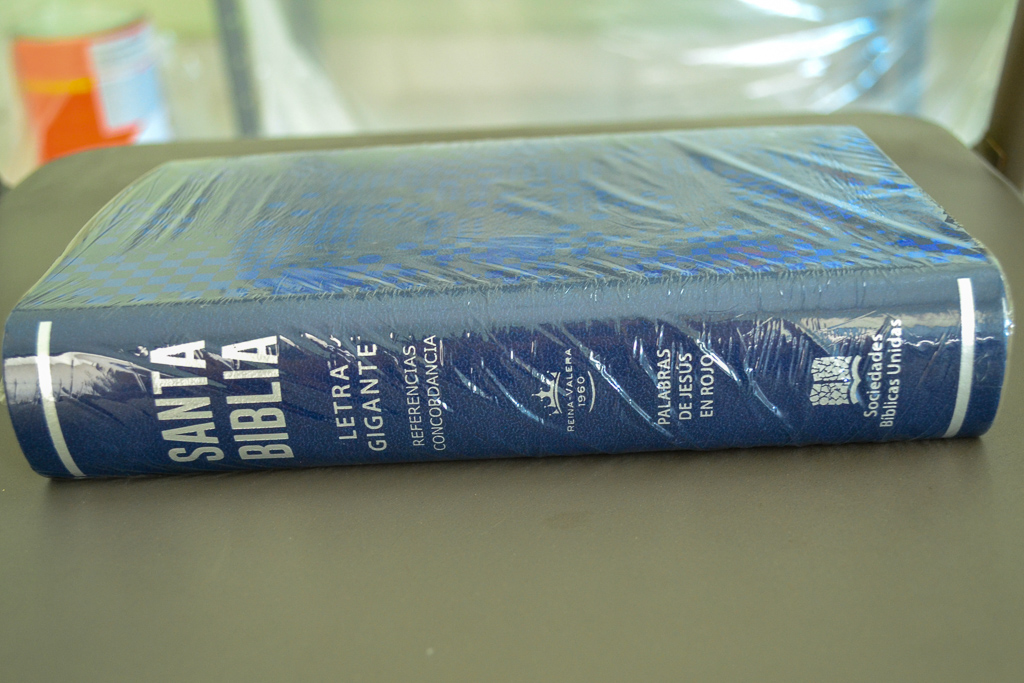 SANTA
BIBLIA
LETRA
GIGANTE
REFERENCIAS
CONCORDANCIA
REINA-VALERA
1960
PALABRAS
DE JESÚS
EN ROJO
Sociedades
Bíblicas Unidas